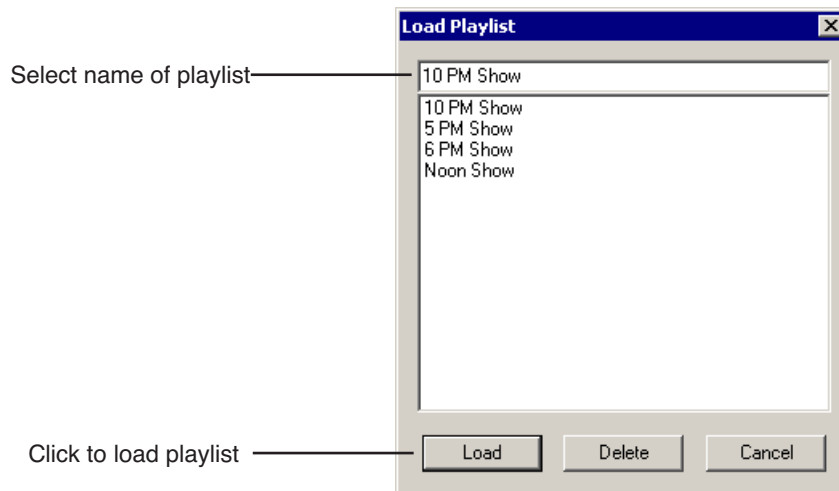 Load Playlist
Select name of playlist
10 PM Show
10 PM Show
5 PM Show
6 PM Show
Noon Show
Click to load playlist
Load
Delete
Cancel